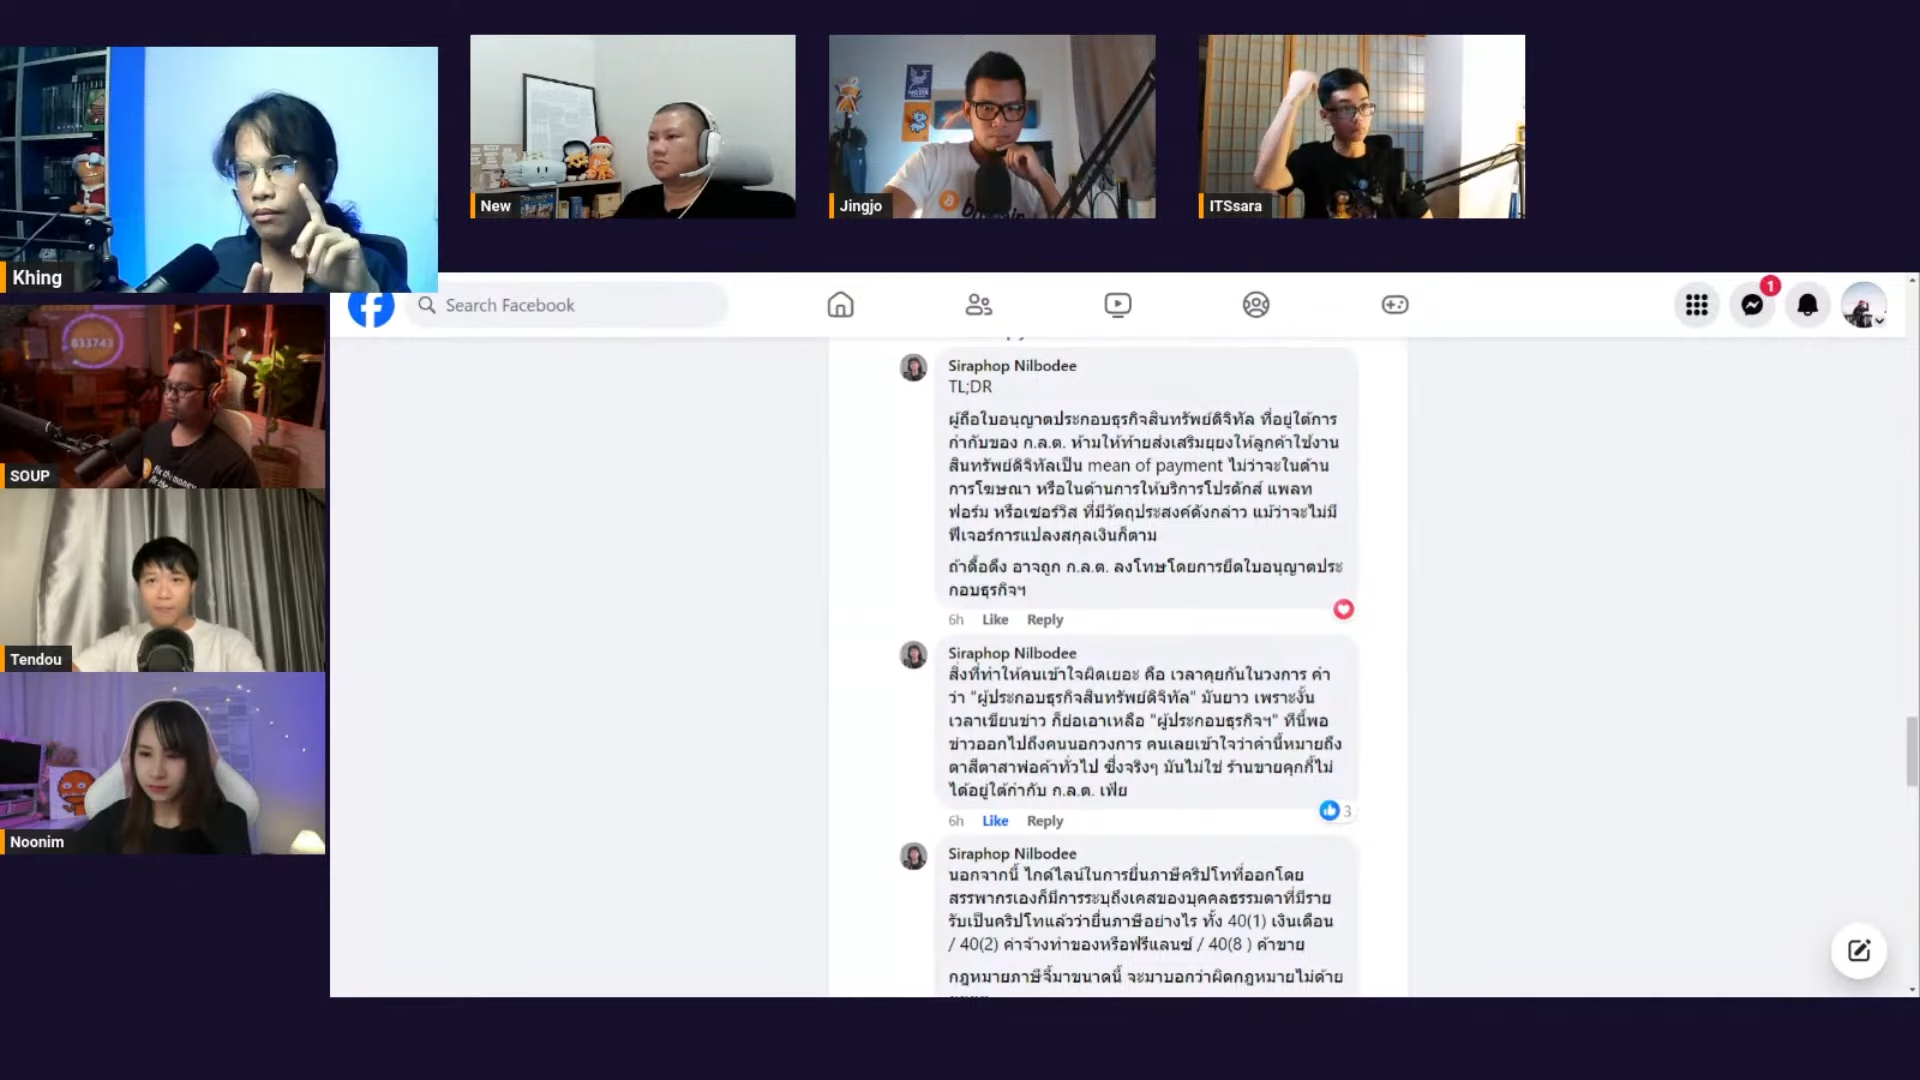 New
Jingjo
ITSsara
Khing
Search Facebook
1
833743
SOUP
Tendou
Noonim
Siraphop Nilbodee
TL;DR
ผู้ถือใบอนุญาตประกอบธุรกิจสินทรัพย์ดิจิทัล ที่อยู่ใต้การ
กำกับของ ก.ล.ต. ห้ามให้ท้ายส่งเสริมยุยงให้ลูกค้าใช้งาน
สินทรัพย์ดิจิทัลเป็น mean of payment ไม่ว่าจะในด้าน
การโฆษณา หรือในด้านการให้บริการโปรดักส์ แพลท
ฟอร์ม หรือเซอร์วิส ที่มีวัตถุประสงค์ดังกล่าว แม้ว่าจะไม่มี
ฟีเจอร์การแปลงสกุลเงินก็ตาม
ถ้าดื้อดึง อาจถูก ก.ล.ต. ลงโทษโดยการยึดใบอนุญาตประ
กอบธุรกิจฯ
6h Like Reply
Siraphop Nilbodee
สิ่งที่ทำให้คนเข้าใจผิดเยอะ คือ เวลาคุยกันในวงการ คำ
ว่า "ผู้ประกอบธุรกิจสินทรัพย์ดิจิทัล" มันยาว เพราะงั้น
เวลาเขียนข่าว ก็ย่อเอาเหลือ "ผู้ประกอบธุรกิจฯ" ทีนี้พอ
ข่าวออกไปถึงคนนอกวงการ คนเลยเข้าใจว่าคำนี้หมายถึง
ตาสีตาสาพ่อค้าทั่วไป ซึ่งจริงๆ มันไม่ใช่ ร้านขายคุกกี้ไม่
ได้อยู่ใต้กำกับ ก.ล.ต. เฟ้ย
3
6h Like Reply
Siraphop Nilbodee
นอกจากนี้ ไกด์ไลน์ในการยื่นภาษีคริปโทที่ออกโดย
สรรพากรเองก็มีการระบุถึงเคสของบุคคลธรรมดาที่มีราย
รับเป็นคริปโทแล้วว่ายื่นภาษีอย่างไร ทั้ง 40(1) เงินเดือน
/ 40(2) ค่าจ้างทำของหรือฟรีแลนซ์ / 40(8 ) ค้าขาย
กฎหมายภาษีจี้มาขนาดนี้ จะมาบอกว่าผิดกฎหมายไม่ด้าย